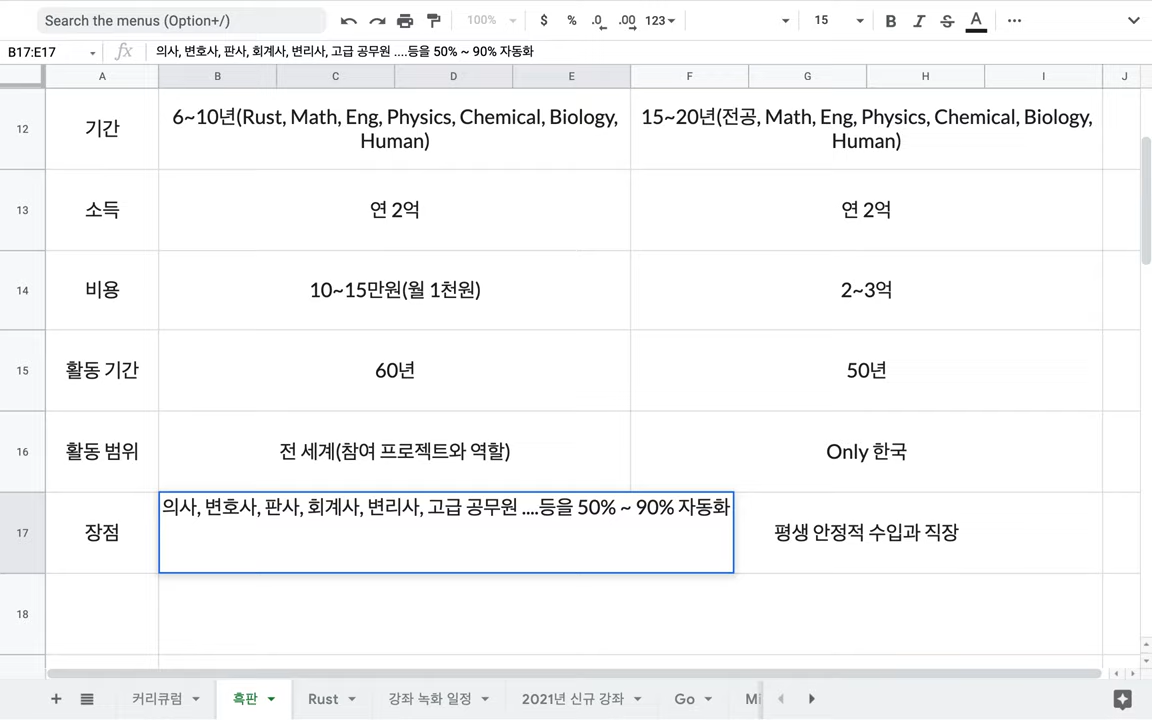 Search the menus (Option+/)
100%
$ % .0 .00 123
15
B I S A
B17:E17
fx
의사, 변호사, 판사, 회계사, 변리사, 고급 공무원 ....등을 50% ~ 90% 자동화
A B C D E F G H I J
12
기간
6~10년(Rust, Math, Eng, Physics, Chemical, Biology,
Human)
15~20년(전공, Math, Eng, Physics, Chemical, Biology,
Human)
13
소득
연 2억
연 2억
14
비용
10~15만원(월 1천원)
2~3억
15
활동 기간
60년
50년
16
활동 범위
전 세계(참여 프로젝트와 역할)
Only 한국
17
장점
의사, 변호사, 판사, 회계사, 변리사, 고급 공무원 ....등을 50% ~ 90% 자동화
평생 안정적 수입과 직장
18
커리큐럼
흑판
Rust
강좌 녹화 일정
2021년 신규 강좌
Go